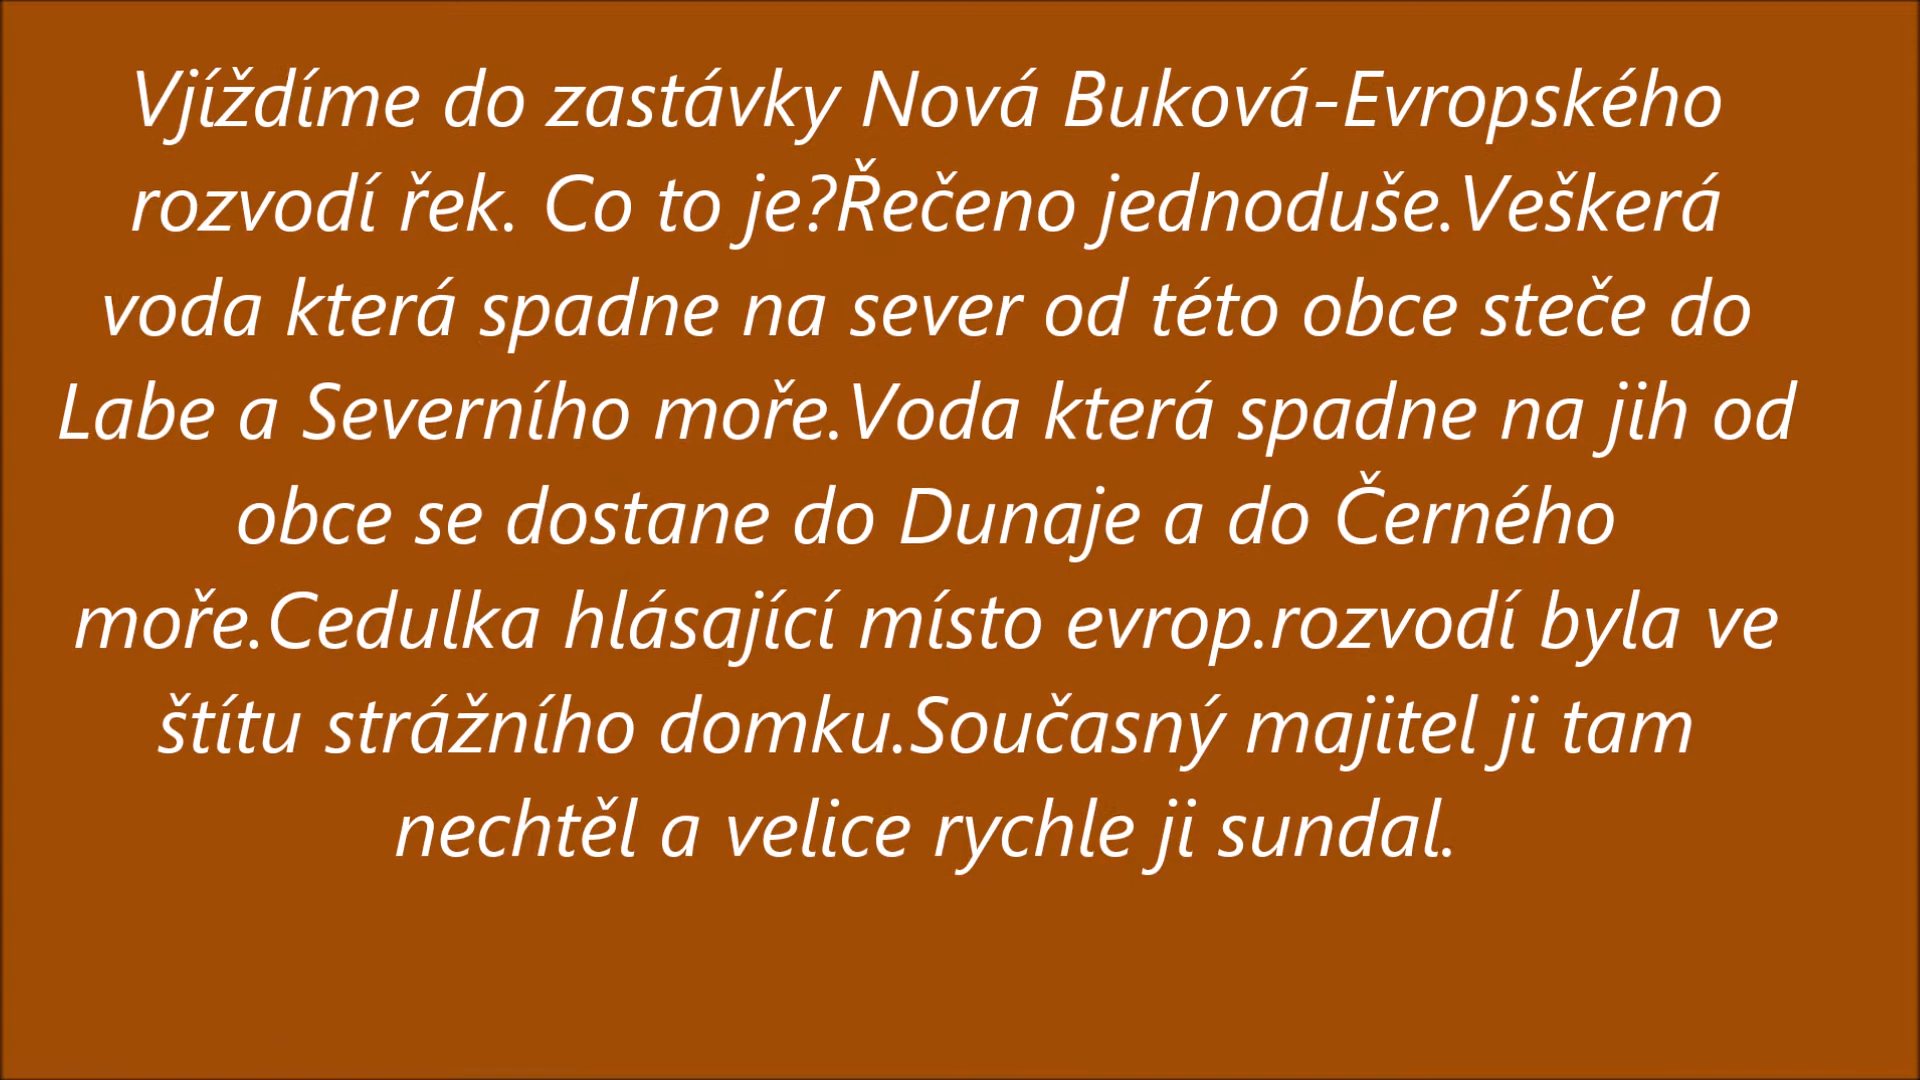 Vjíždíme do zastávky Nová Buková-Evropského
rozvodí řek. Co to je?Řečeno jednoduše.Veškerá
voda která spadne na sever od této obce steče do
Labe a Severního moře.Voda která spadne na jih od
obce se dostane do Dunaje a do Černého
moře.Cedulka hlásající místo evrop.rozvodí byla ve
štítu strážního domku.Současný majitel ji tam
nechtěl a velice rychle ji sundal.